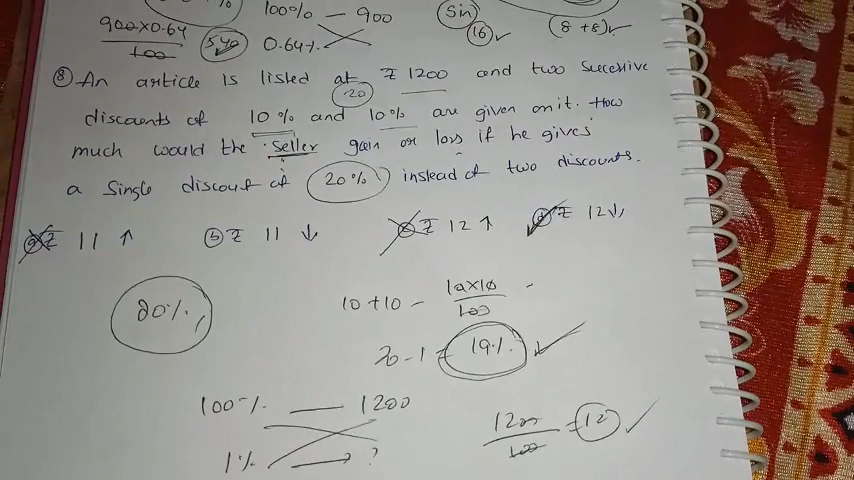 100% — 900
Sin
900×0.64
100
540
0.64%
16
(8+8)
⑧ An article is listed at ₹ 1200 and two Successive
20
discounts of 10% and 10% are given on it. How
much would the seller gain or loss if he gives
a Single discount of 20% instead of two discounts.
ⓐ ₹ 11 ↑ ⓑ ₹ 11 ↓ ⓒ ₹ 12 ↑ ⓓ ₹ 12 ↓
20%
10+10 - 10×10
100
20-1 = 19%
100% — 1200
1200
100
= 12
1% → ?